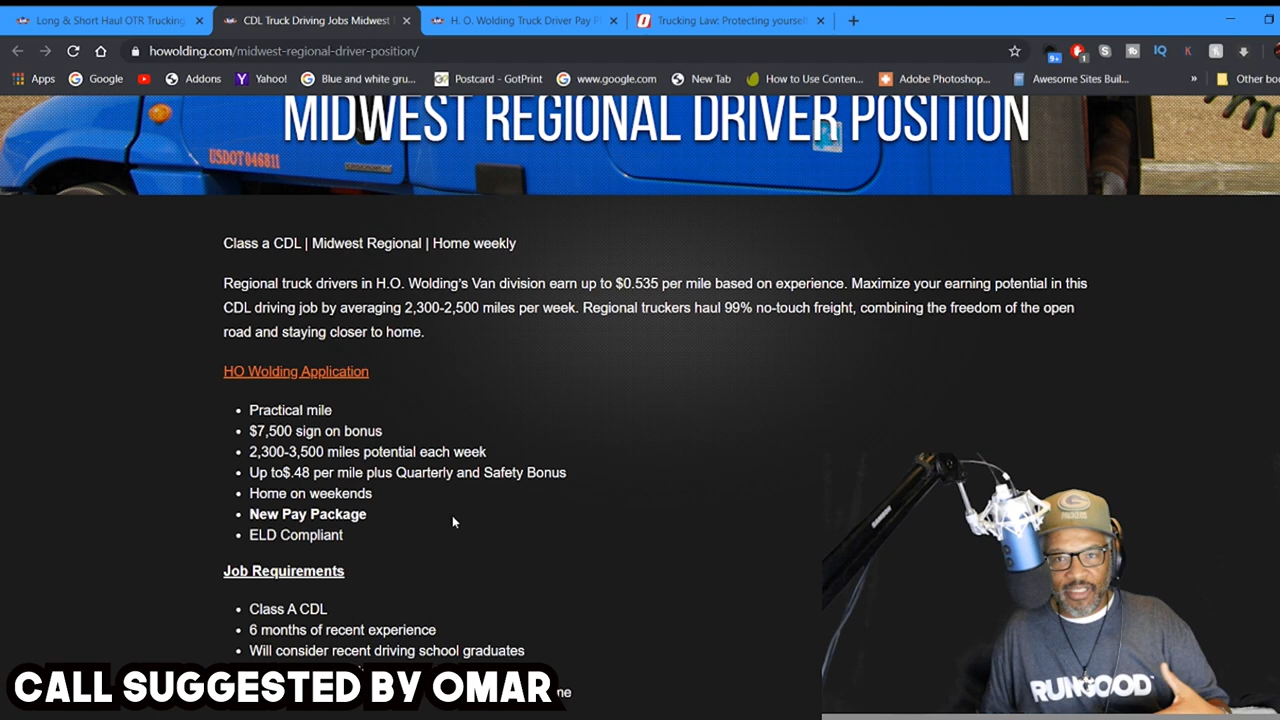 Long & Short Haul OTR Trucking
CDL Truck Driving Jobs Midwest
H. O. Wolding Truck Driver Pay P
Trucking Law: Protecting yourself
howolding.com/midwest-regional-driver-position/
Apps Google Addons Yahoo! Blue and white gru... Postcard - GotPrint www.google.com New Tab How to Use Conten... Adobe Photoshop... Awesome Sites Buil... » Other boo
MIDWEST REGIONAL DRIVER POSITION
USDOT046811
Class a CDL | Midwest Regional | Home weekly
Regional truck drivers in H.O. Wolding's Van division earn up to $0.535 per mile based on experience. Maximize your earning potential in this
CDL driving job by averaging 2,300-2,500 miles per week. Regional truckers haul 99% no-touch freight, combining the freedom of the open
road and staying closer to home.
HO Wolding Application
• Practical mile
• $7,500 sign on bonus
• 2,300-3,500 miles potential each week
• Up to$.48 per mile plus Quarterly and Safety Bonus
• Home on weekends
• New Pay Package
• ELD Compliant
Job Requirements
• Class A CDL
• 6 months of recent experience
• Will consider recent driving school graduates
CALL SUGGESTED BY OMAR
ne
PACKERS
RUNGOOD